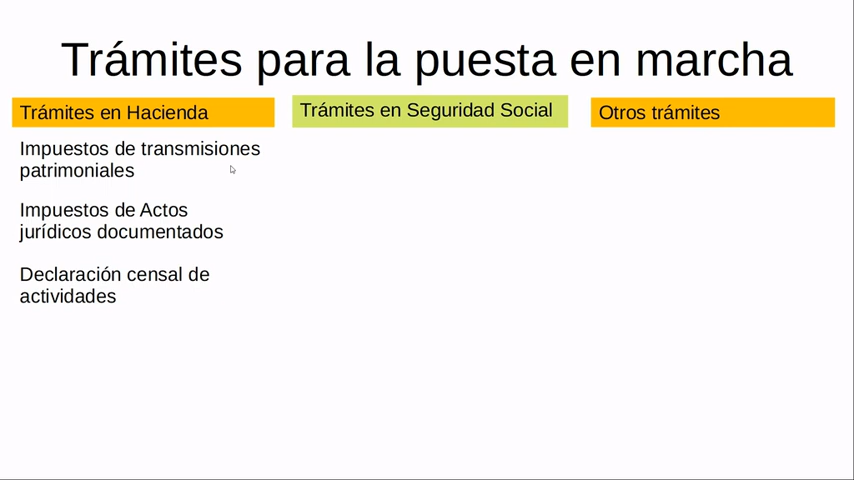 Trámites para la puesta en marcha
Trámites en Hacienda
Trámites en Seguridad Social
Otros trámites
Impuestos de transmisiones
patrimoniales
Impuestos de Actos
jurídicos documentados
Declaración censal de
actividades